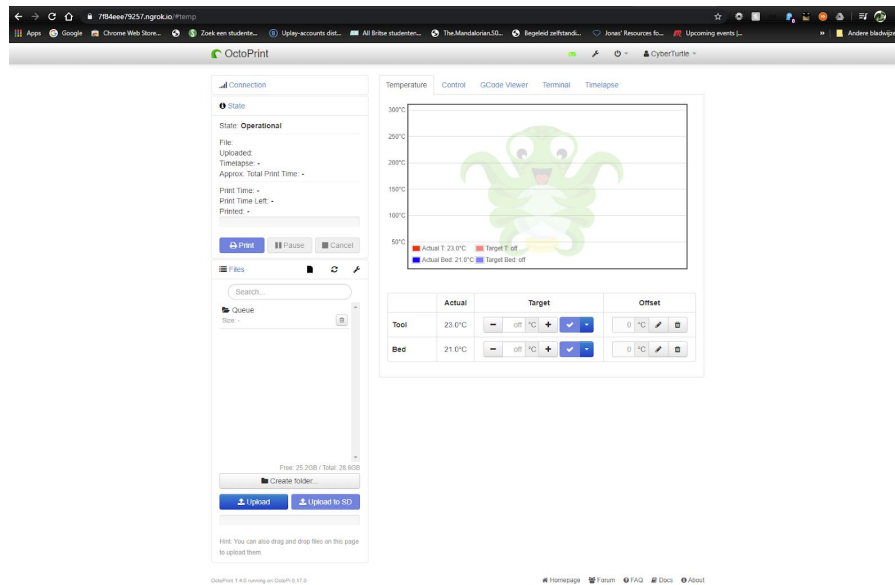 7f84eee79257.ngrok.io/#temp
Apps Google Chrome Web Store... Zoek een studente... Uplay-accounts dist... All Britse studenten... The.Mandalorian.S0... Begeleid zelfstandi... Jonas' Resources fo... Upcoming events |... » Andere bladwijze
OctoPrint
CyberTurtle
Connection
State
State: Operational
File:
Uploaded:
Timelapse: -
Approx. Total Print Time: -
Print Time: -
Print Time Left: -
Printed: -
Print Pause Cancel
Files
Search...
Queue
Size: -
Free: 25.2GB / Total: 28.6GB
Create folder...
Upload Upload to SD
Hint: You can also drag and drop files on this page
to upload them.
Temperature Control GCode Viewer Terminal Timelapse
300°C
250°C
200°C
150°C
100°C
50°C
Actual T: 23.0°C Target T: off
Actual Bed: 21.0°C Target Bed: off
Actual Target Offset
Tool 23.0°C off °C 0 °C
Bed 21.0°C off °C 0 °C
Homepage Forum FAQ Docs About